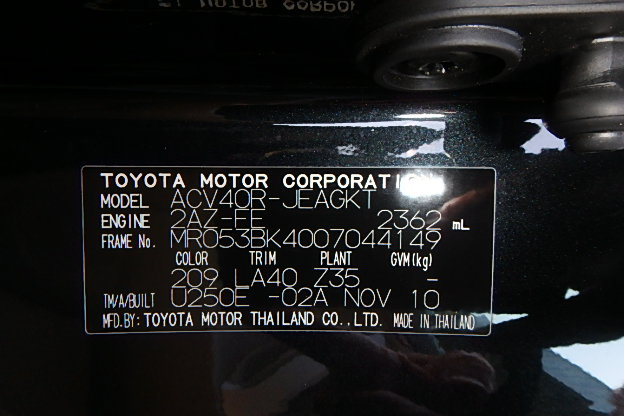 TOYOTA MOTOR CORPORATION
MODEL ACV40R-JEAGKT
ENGINE 2AZ-FE 2362 mL
FRAME No. MR053BK4007044149
COLOR TRIM PLANT GVM(kg)
209 LA40 Z35 -
TM/A/BUILT U250E -02A NOV 10
MFD.BY: TOYOTA MOTOR THAILAND CO.,LTD. MADE IN THAILAND